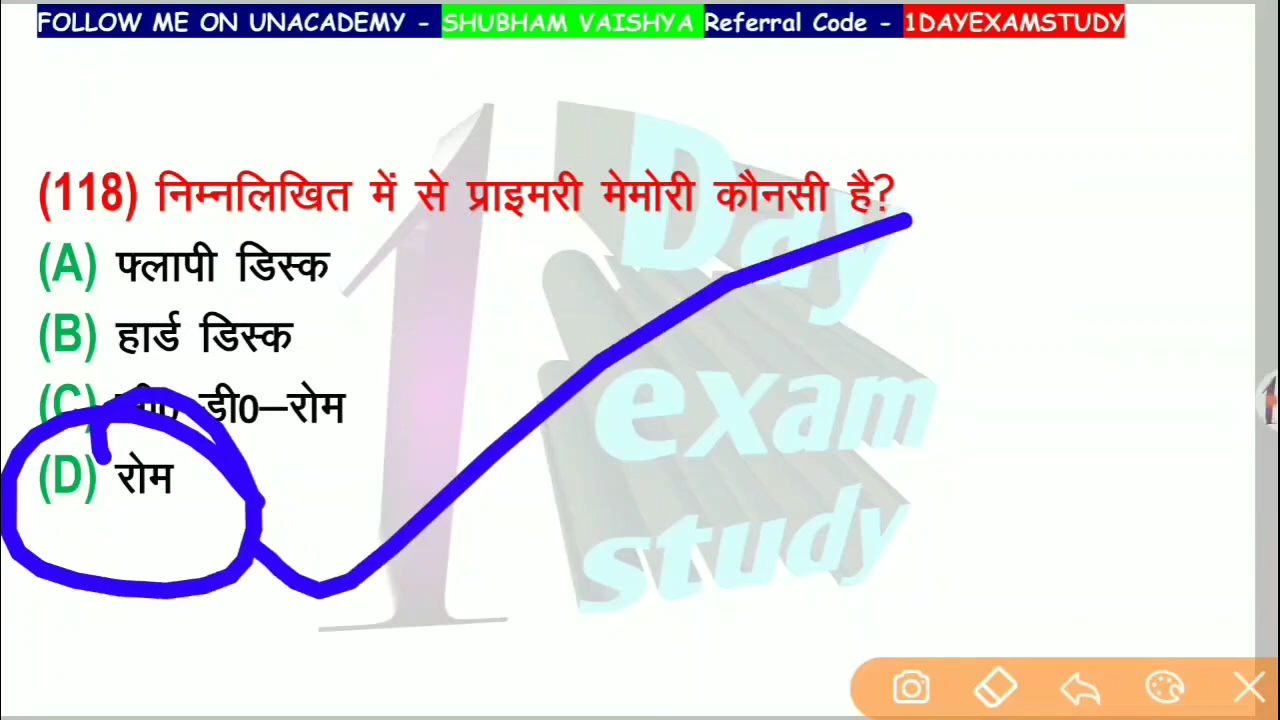 FOLLOW ME ON UNACADEMY - SHUBHAM VAISHYA Referral Code - 1DAYEXAMSTUDY
(118) निम्नलिखित में से प्राइमरी मेमोरी कौनसी है?
(A) फ्लापी डिस्क
(B) हार्ड डिस्क
(C) डी0–रोम
(D) रोम
1 Day
exam
study